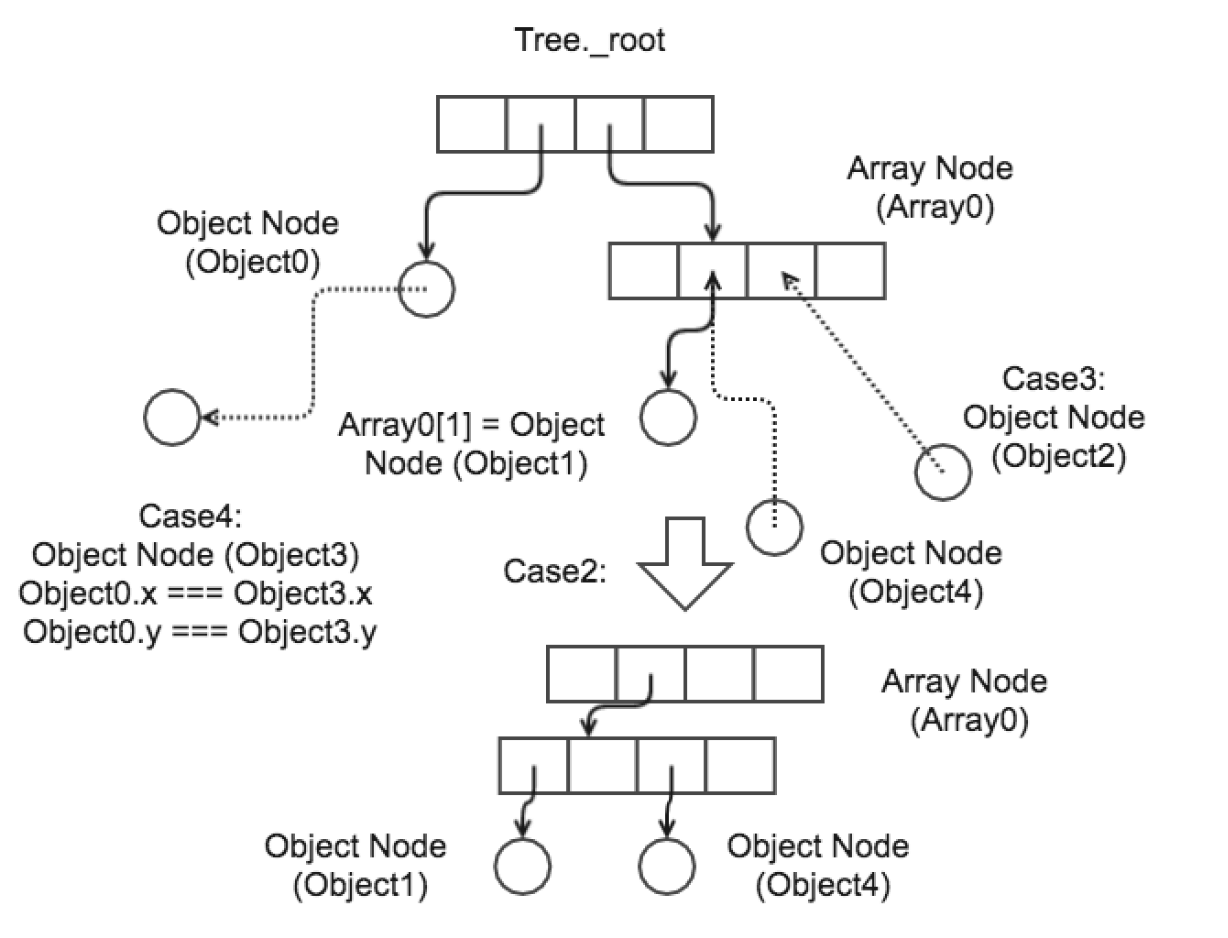 Tree._root
Array Node
(Array0)
Object Node
(Object0)
Case3:
Object Node
(Object2)
Array0[1] = Object
Node (Object1)
Case4:
Object Node (Object3)
Object0.x === Object3.x
Object0.y === Object3.y
Case2:
Object Node
(Object4)
Array Node
(Array0)
Object Node
(Object1)
Object Node
(Object4)